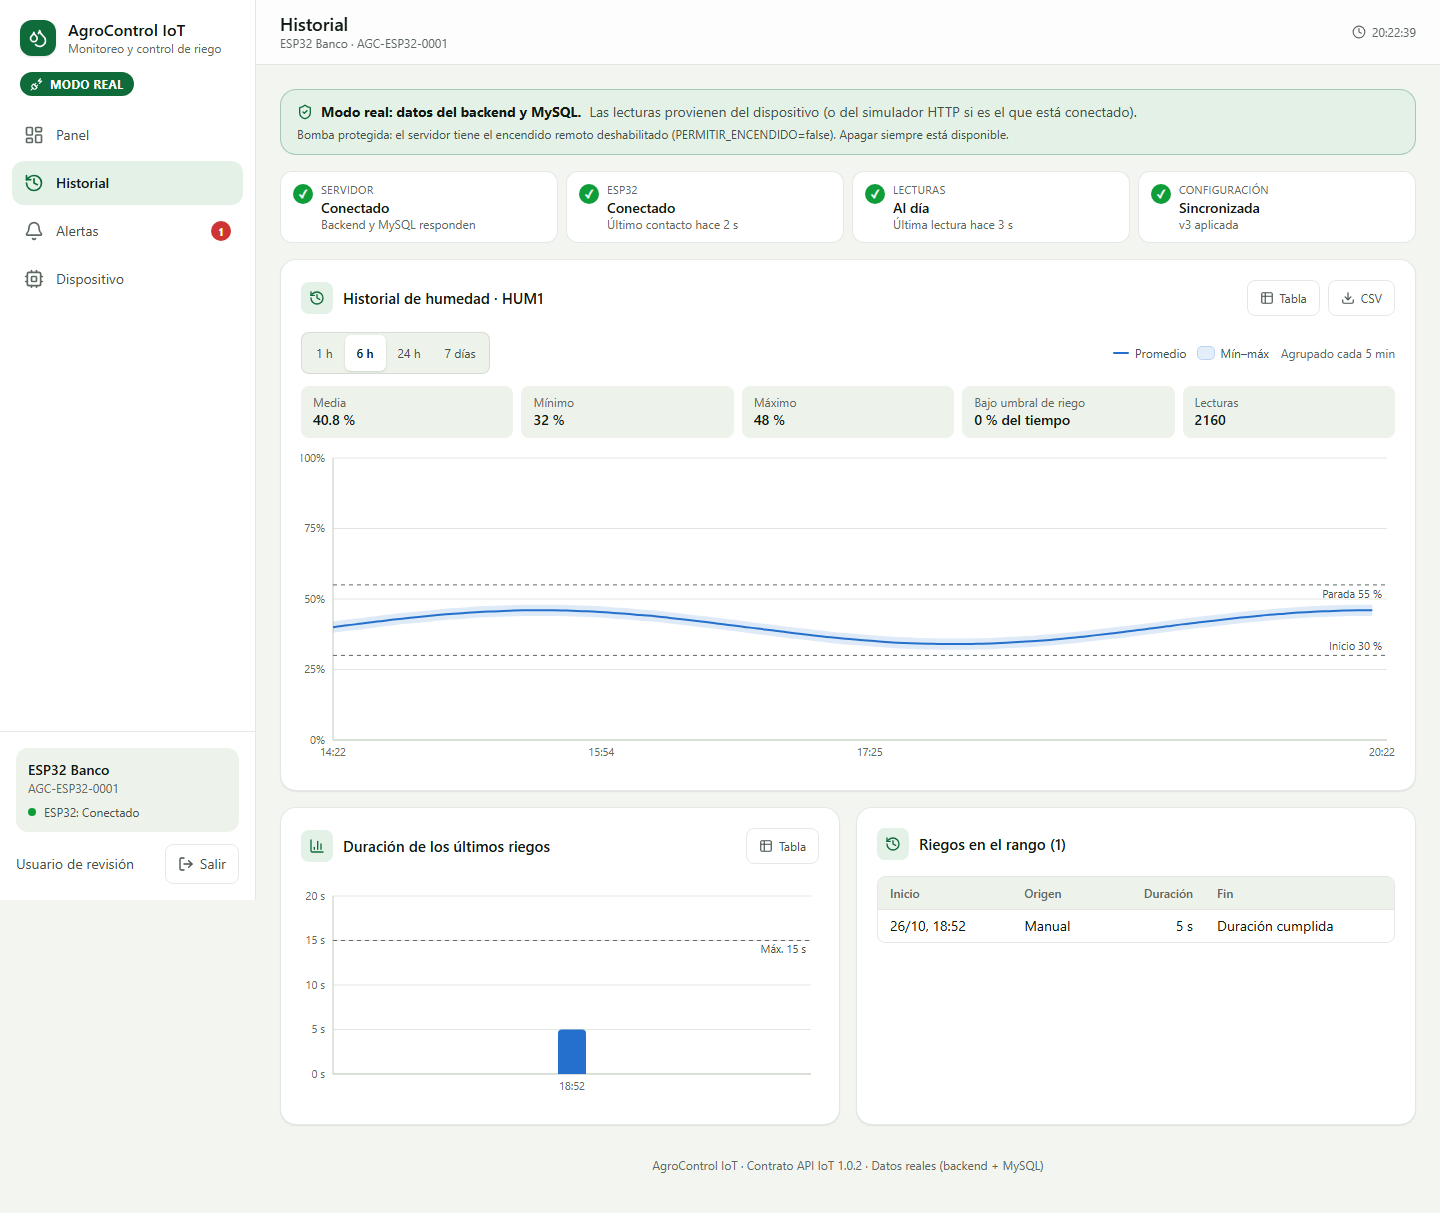 AgroControl IoT
Monitoreo y control de riego
MODO REAL
Panel
Historial
Alertas
1
Dispositivo
ESP32 Banco
AGC-ESP32-0001
ESP32: Conectado
Usuario de revisión
Salir
Historial
ESP32 Banco · AGC-ESP32-0001
20:22:39
Modo real: datos del backend y MySQL. Las lecturas provienen del dispositivo (o del simulador HTTP si es el que está conectado).
Bomba protegida: el servidor tiene el encendido remoto deshabilitado (PERMITIR_ENCENDIDO=false). Apagar siempre está disponible.
SERVIDOR
Conectado
Backend y MySQL responden
ESP32
Conectado
Último contacto hace 2 s
LECTURAS
Al día
Última lectura hace 3 s
CONFIGURACIÓN
Sincronizada
v3 aplicada
Historial de humedad · HUM1
Tabla
CSV
1 h
6 h
24 h
7 días
Promedio
Mín–máx
Agrupado cada 5 min
Media
40.8 %
Mínimo
32 %
Máximo
48 %
Bajo umbral de riego
0 % del tiempo
Lecturas
2160
100%
75%
50%
25%
0%
Parada 55 %
Inicio 30 %
14:22
15:54
17:25
20:22
Duración de los últimos riegos
Tabla
20 s
15 s
10 s
5 s
0 s
Máx. 15 s
18:52
Riegos en el rango (1)
Inicio Origen Duración Fin
26/10, 18:52 Manual 5 s Duración cumplida
AgroControl IoT · Contrato API IoT 1.0.2 · Datos reales (backend + MySQL)